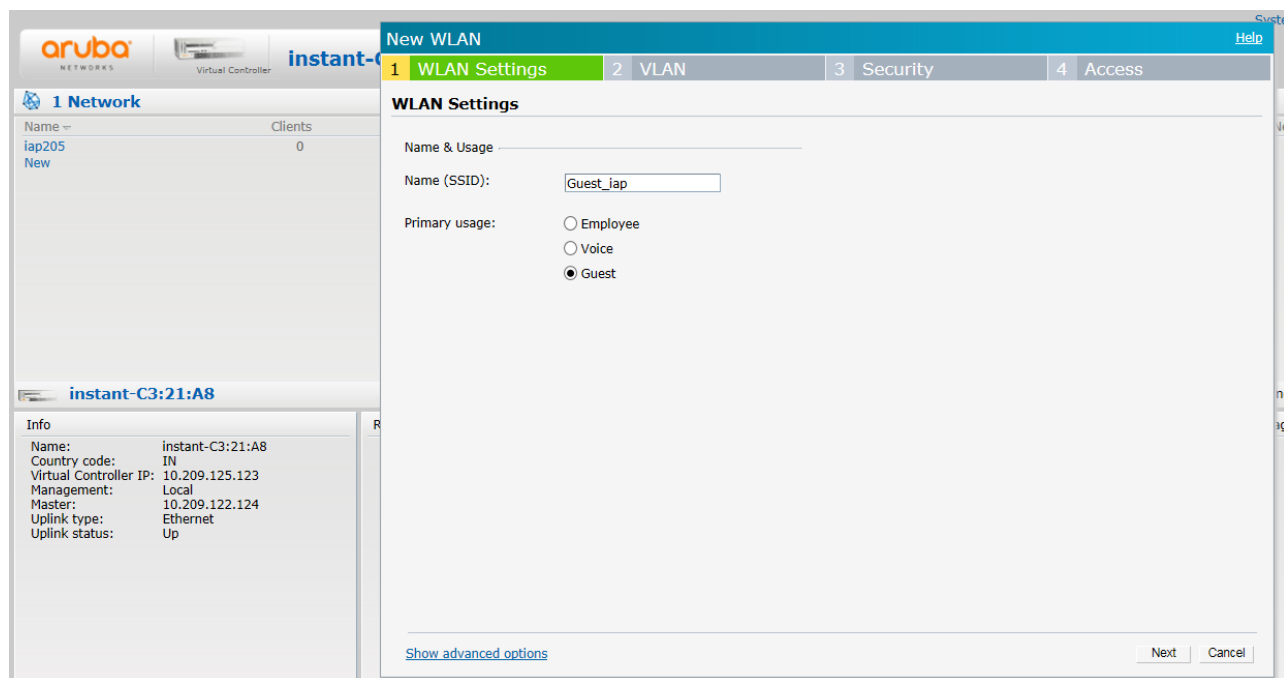 Syste
aruba
NETWORKS
Virtual Controller
instant-C
New WLAN
Help
1 WLAN Settings
2 VLAN
3 Security
4 Access
1 Network
WLAN Settings
Name
Clients
iap205
0
New
Name & Usage
Name (SSID):
Guest_iap
Primary usage:
Employee
Voice
Guest
instant-C3:21:A8
Info
Name: instant-C3:21:A8
Country code: IN
Virtual Controller IP: 10.209.125.123
Management: Local
Master: 10.209.122.124
Uplink type: Ethernet
Uplink status: Up
Show advanced options
Next
Cancel